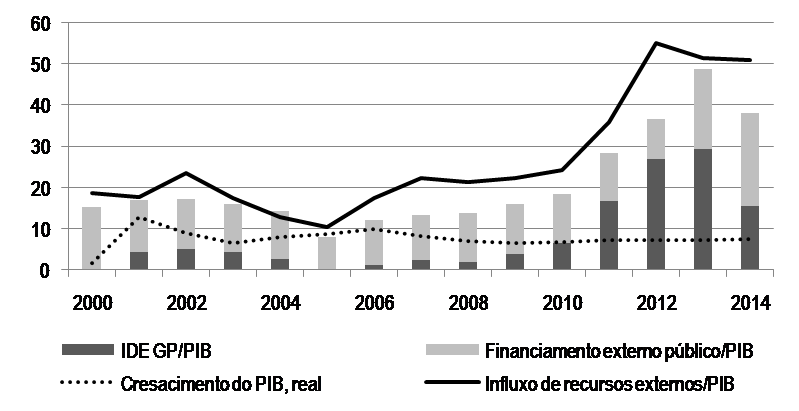 60
50
40
30
20
10
0
2000 2002 2004 2006 2008 2010 2012 2014
IDE GP/PIB Financiamento externo público/PIB
Cresacimento do PIB, real Influxo de recursos externos/PIB